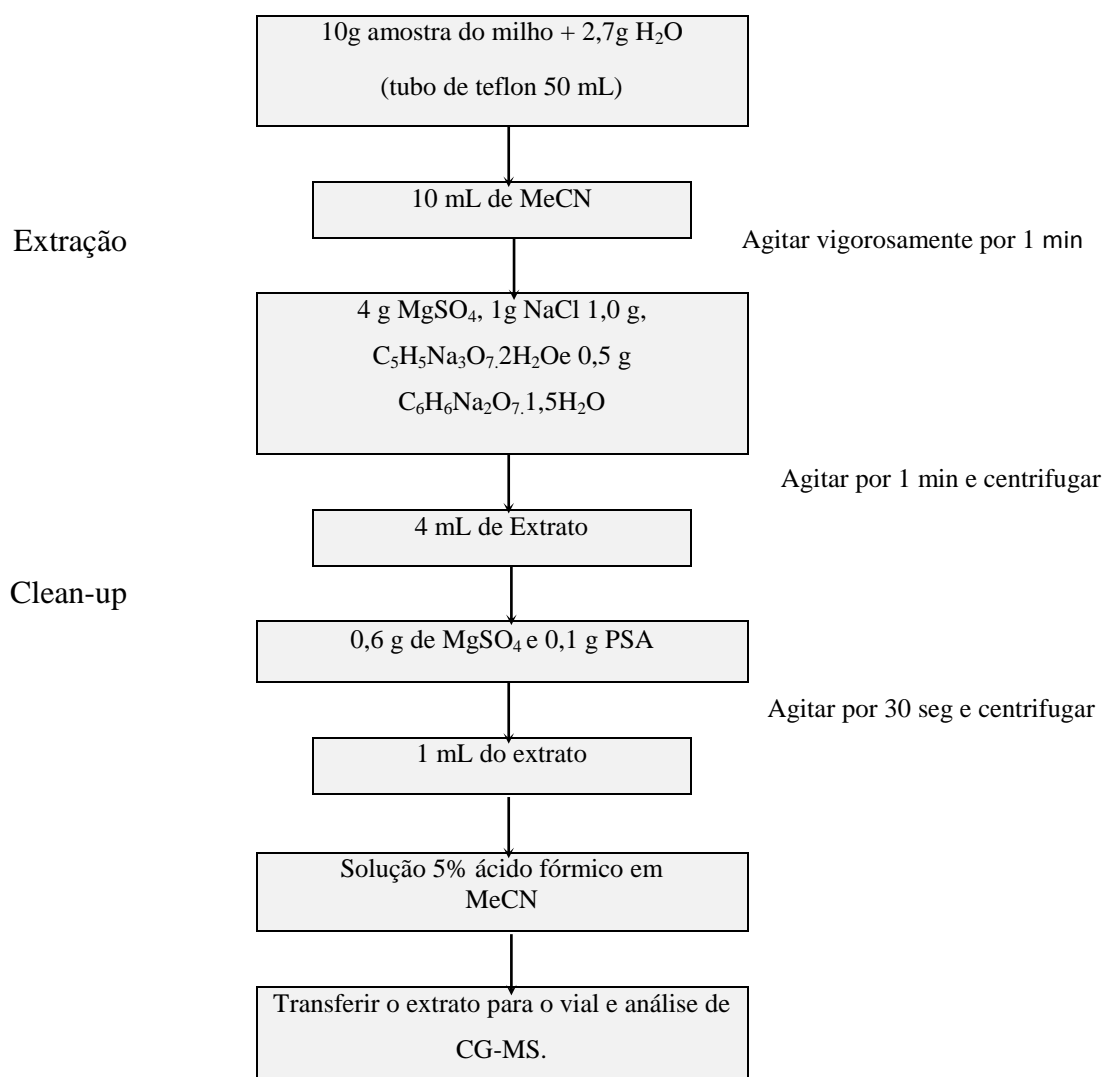 10g amostra do milho + 2,7g H₂O
(tubo de teflon 50 mL)
10 mL de MeCN
Extração
Agitar vigorosamente por 1 min
4 g MgSO₄, 1g NaCl 1,0 g,
C₅H₅Na₃O₇.2H₂Oe 0,5 g
C₆H₆Na₂O₇.1,5H₂O
Agitar por 1 min e centrifugar
4 mL de Extrato
Clean-up
0,6 g de MgSO₄ e 0,1 g PSA
Agitar por 30 seg e centrifugar
1 mL do extrato
Solução 5% ácido fórmico em
MeCN
Transferir o extrato para o vial e análise de
CG-MS.